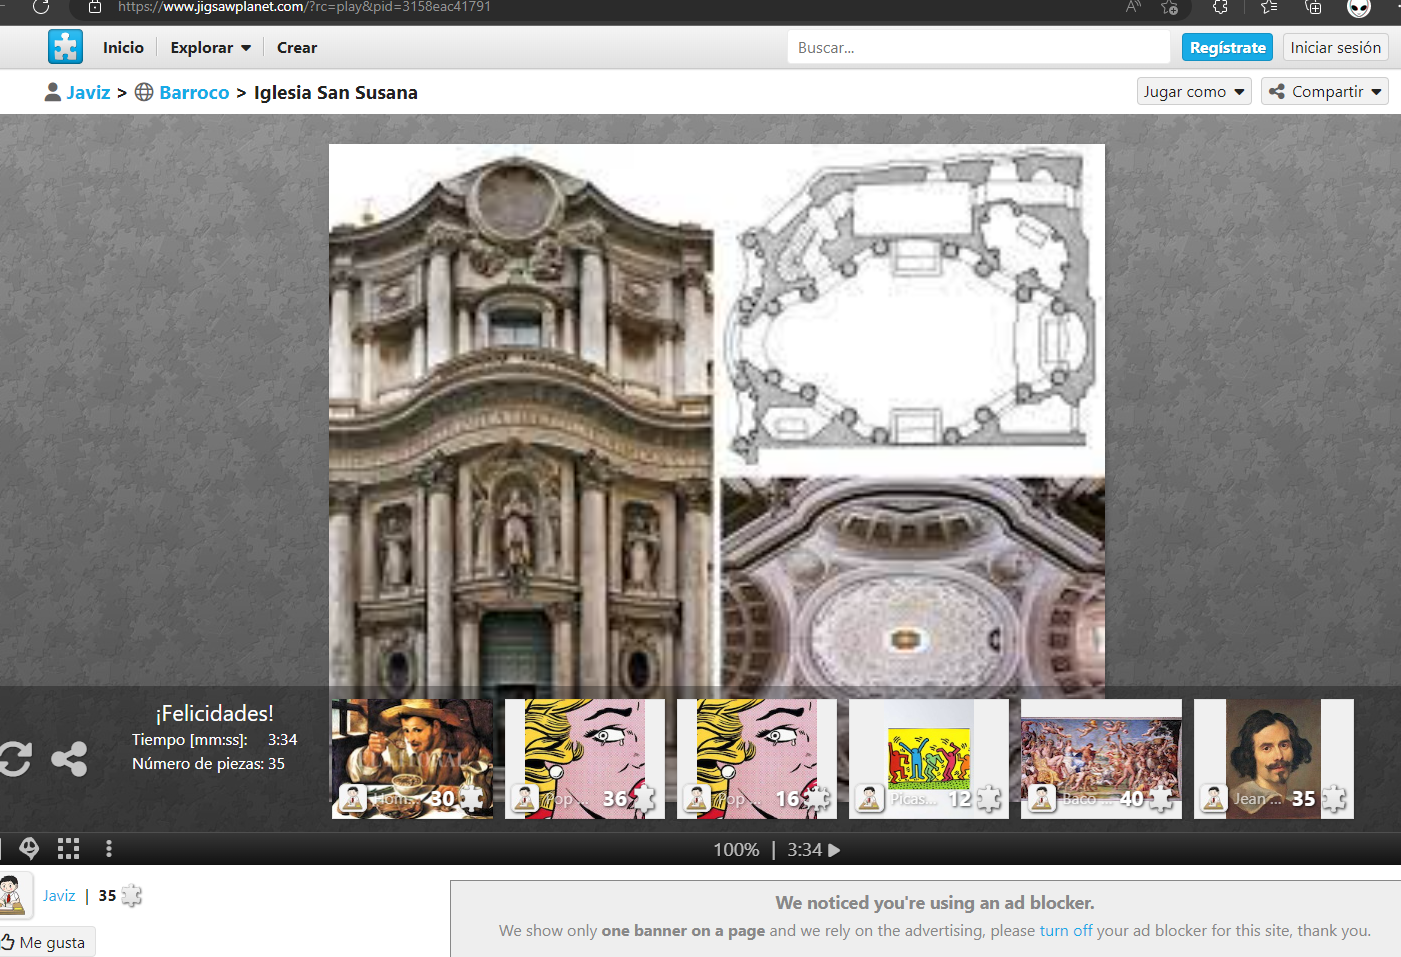 https://www.jigsawplanet.com/?rc=play&pid=3158eac41791
Inicio
Explorar
Crear
Buscar...
Regístrate
Iniciar sesión
Javiz > Barroco > Iglesia San Susana
Jugar como
Compartir
¡Felicidades!
Tiempo [mm:ss]: 3:34
Número de piezas: 35
30
Pop ... 36
Pop ... 16
Picas... 12
Baco ... 40
Jean ... 35
100% | 3:34
Javiz | 35
Me gusta
We noticed you're using an ad blocker.
We show only one banner on a page and we rely on the advertising, please turn off your ad blocker for this site, thank you.